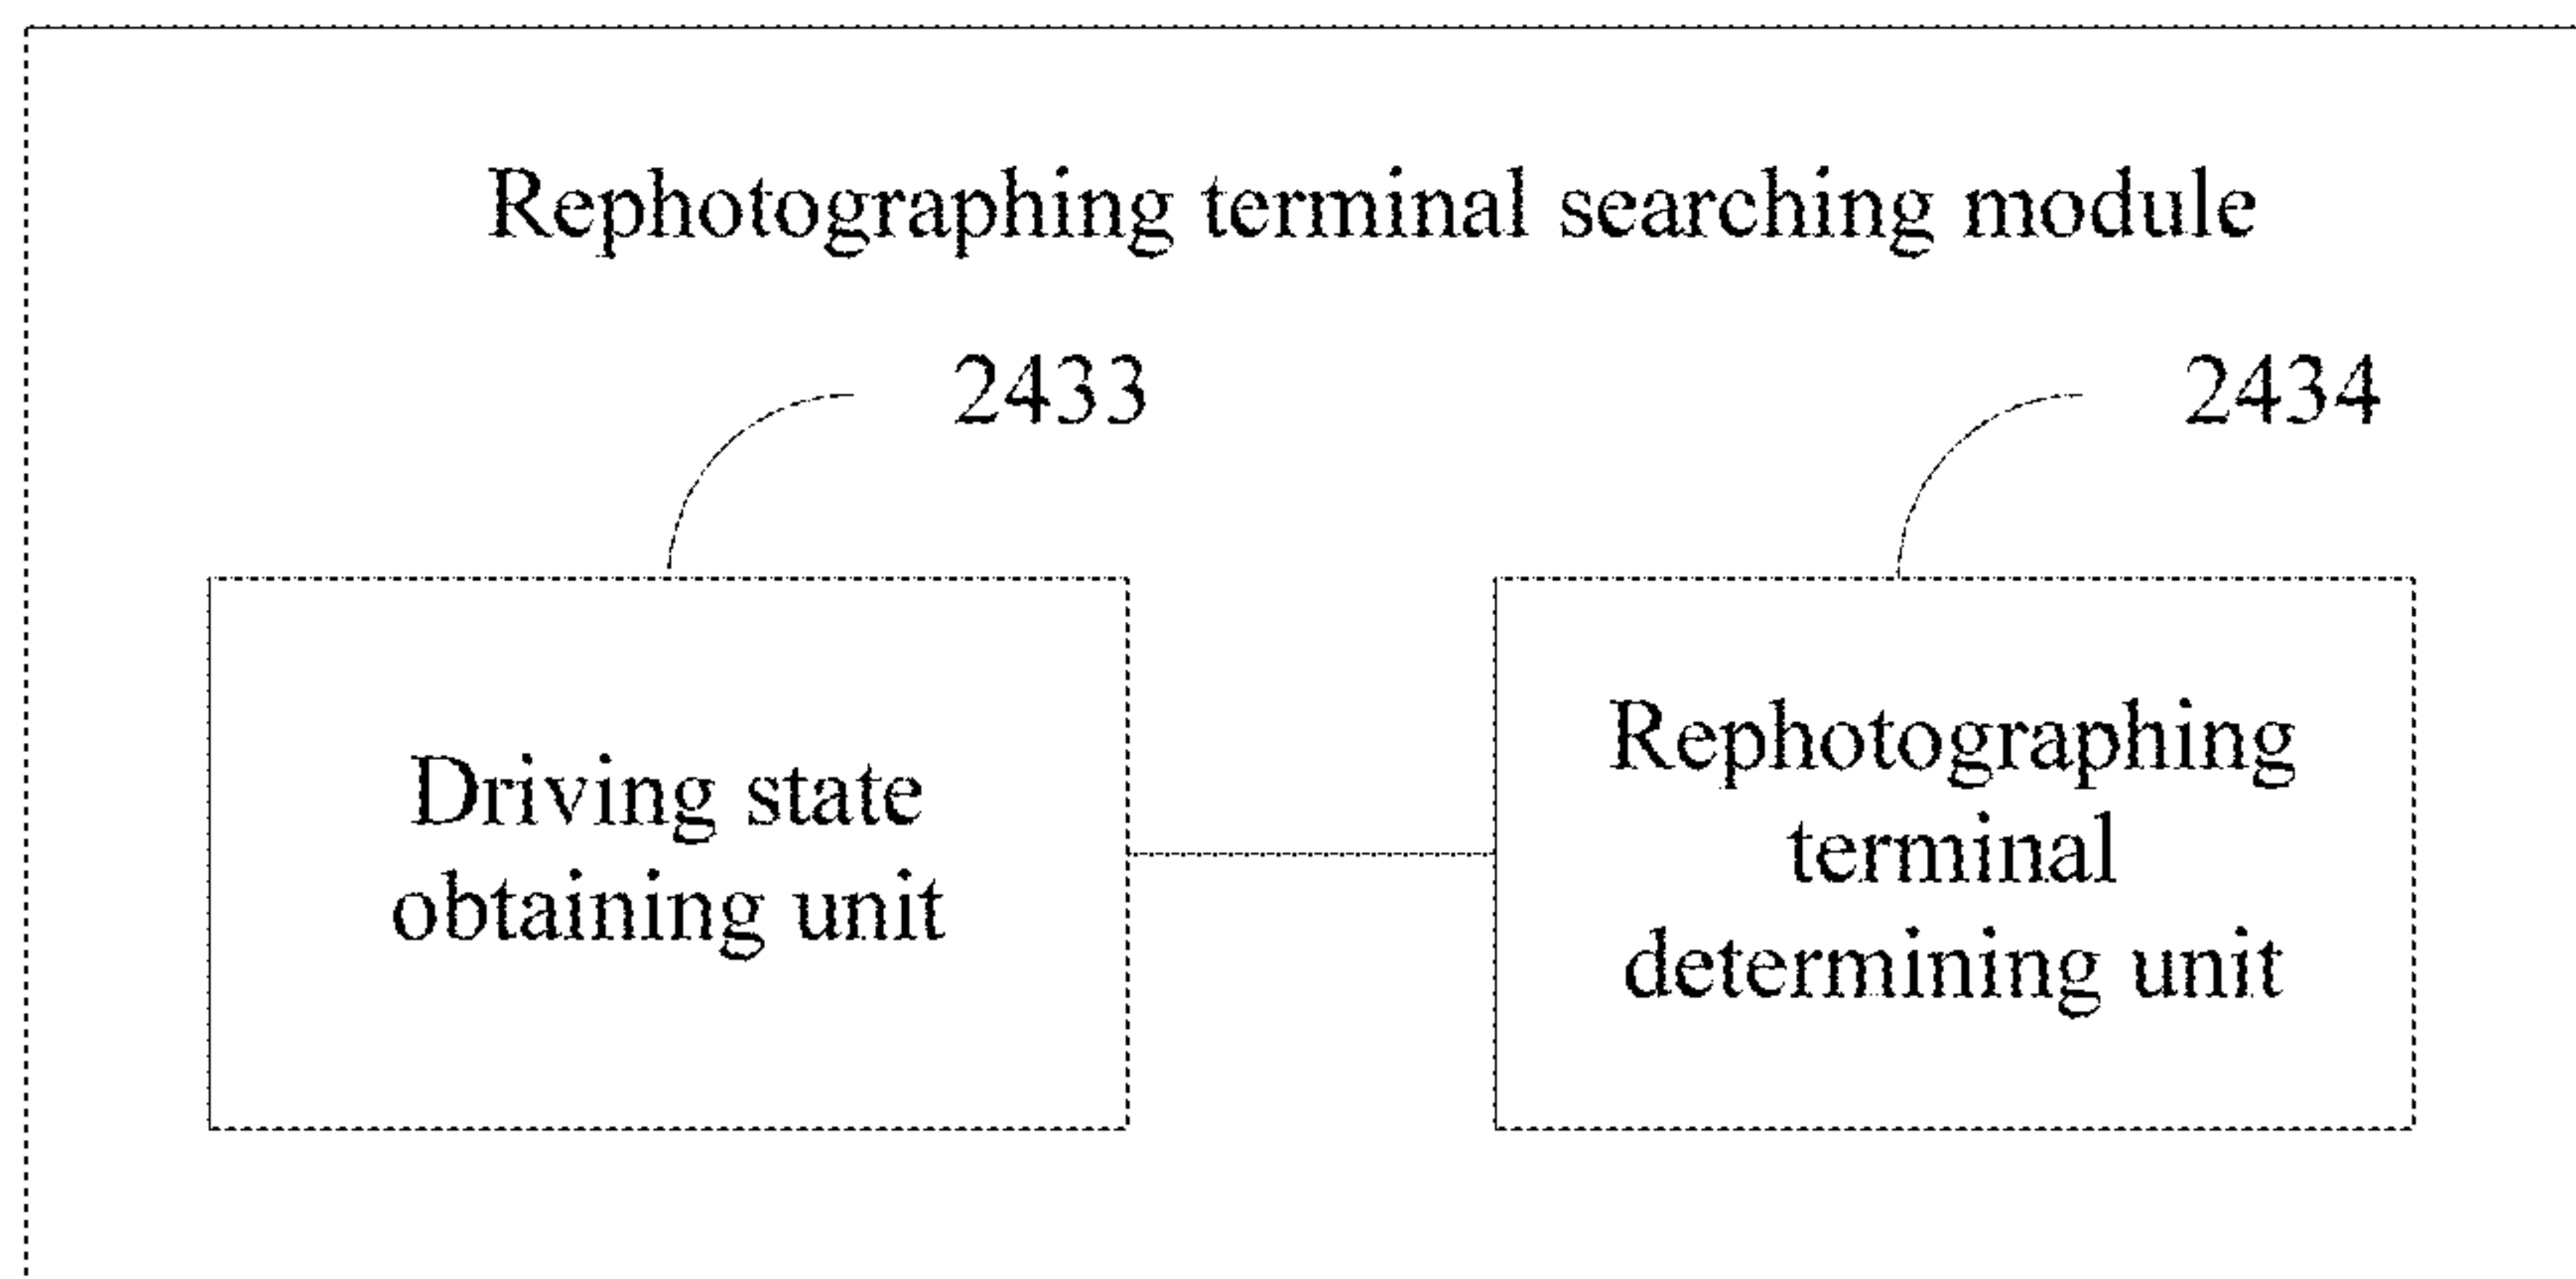 Rephotographing terminal searching module
2433
2434
Driving state
obtaining unit
Rephotographing
terminal
determining unit